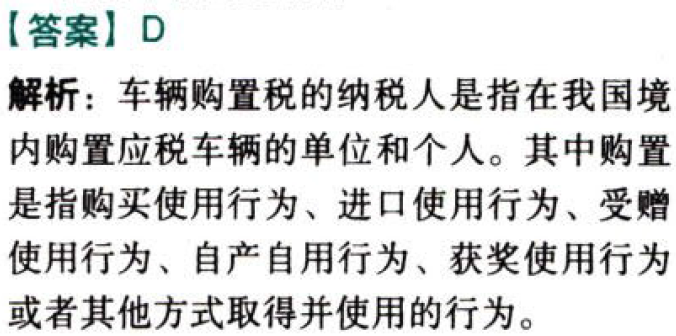 【答案】D
解析：车辆购置税的纳税人是指在我国境
内购置应税车辆的单位和个人。其中购置
是指购买使用行为、进口使用行为、受赠
使用行为、自产自用行为、获奖使用行为
或者其他方式取得并使用的行为。